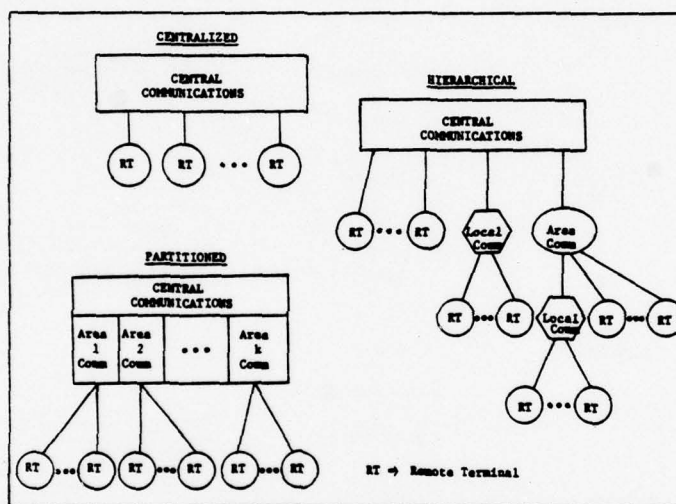 CENTRALIZED
CENTRAL
COMMUNICATIONS
RT RT ••• RT
HIERARCHICAL
CENTRAL
COMMUNICATIONS
RT ••• RT
Local
Comm
Area
Comm
RT ••• RT
Local
Comm
RT ••• RT
RT ••• RT
PARTITIONED
CENTRAL
COMMUNICATIONS
Area
1
Comm
Area
2
Comm
•••
Area
k
Comm
RT ••• RT RT ••• RT RT ••• RT
RT → Remote Terminal